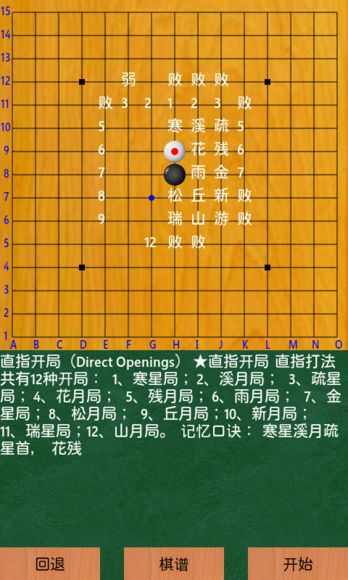 15
14
13
12 弱 败 败 败
11 败 3 2 1 2 3 败
10 5 寒 溪 疏 5
9 6 花 残 6
8 7 雨 金 7
7 8 松 丘 新 败
6 9 瑞 山 游 败
5 12 败 败
4
3
2
1
A B C D E F G H I J K L M N O
直指开局（Direct Openings） ★直指开局 直指打法
共有12种开局： 1、寒星局；2、溪月局； 3、疏星
局；4、花月局； 5、残月局；6、雨月局； 7、金
星局；8、松月局； 9、丘月局；10、新月局；
11、瑞星局；12、山月局。 记忆口诀： 寒星溪月疏
星首， 花残
回退 棋谱 开始